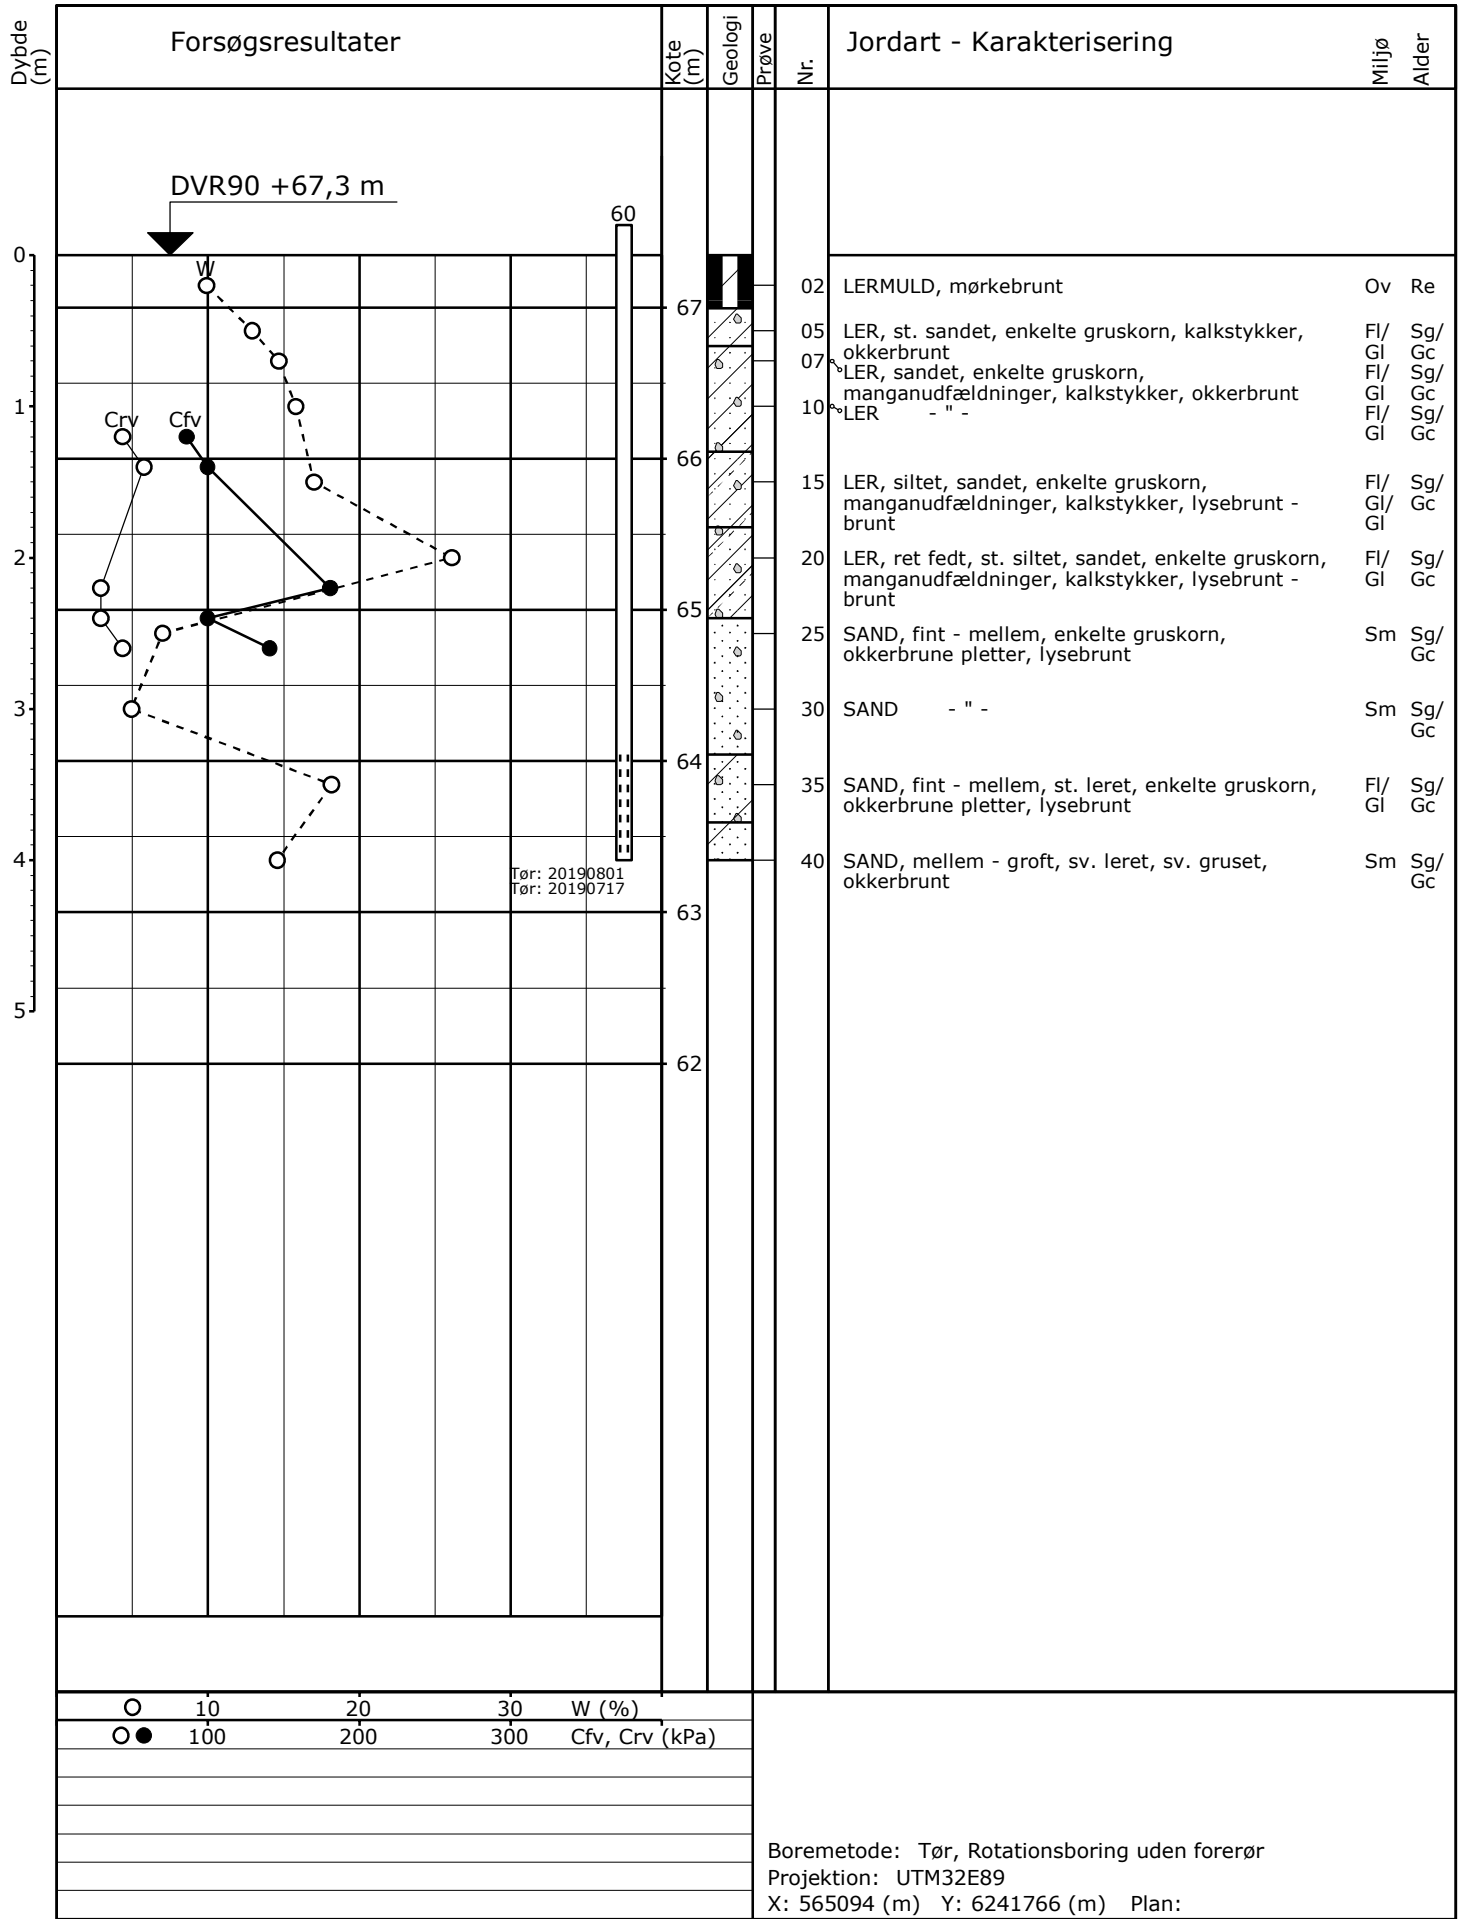 Dybde
(m)
Forsøgsresultater
Kote
(m)
Geologi
Prøve
Nr.
Jordart - Karakterisering
Miljø
Alder
DVR90 +67,3 m
60
0
1
2
3
4
5
W
Crv
Cfv
Tør: 20190801
Tør: 20190717
67
66
65
64
63
62
02 LERMULD, mørkebrunt Ov Re
05 LER, st. sandet, enkelte gruskorn, kalkstykker, Fl/ Sg/
okkerbrunt Gl Gc
07 LER, sandet, enkelte gruskorn, Fl/ Sg/
manganudfældninger, kalkstykker, okkerbrunt Gl Gc
10 LER - " - Fl/ Sg/
Gl Gc
15 LER, siltet, sandet, enkelte gruskorn, Fl/ Sg/
manganudfældninger, kalkstykker, lysebrunt - Gl/ Gc
brunt Gl
20 LER, ret fedt, st. siltet, sandet, enkelte gruskorn, Fl/ Sg/
manganudfældninger, kalkstykker, lysebrunt - Gl Gc
brunt
25 SAND, fint - mellem, enkelte gruskorn, Sm Sg/
okkerbrune pletter, lysebrunt Gc
30 SAND - " - Sm Sg/
Gc
35 SAND, fint - mellem, st. leret, enkelte gruskorn, Fl/ Sg/
okkerbrune pletter, lysebrunt Gl Gc
40 SAND, mellem - groft, sv. leret, sv. gruset, Sm Sg/
okkerbrunt Gc
10 20 30 W (%)
100 200 300 Cfv, Crv (kPa)
Boremetode: Tør, Rotationsboring uden forerør
Projektion: UTM32E89
X: 565094 (m) Y: 6241766 (m) Plan: